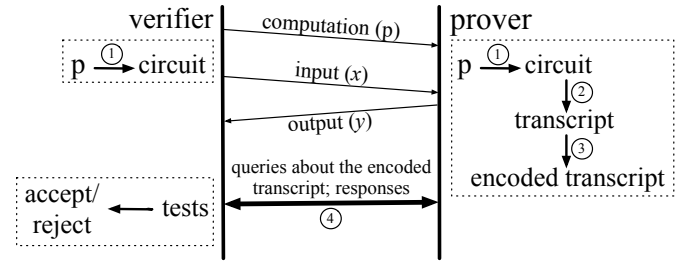 verifier
prover
computation (p)
p ① circuit
p ① circuit
input (x)
②
transcript
output (y)
③
encoded transcript
queries about the encoded
transcript; responses
④
accept/
reject
tests